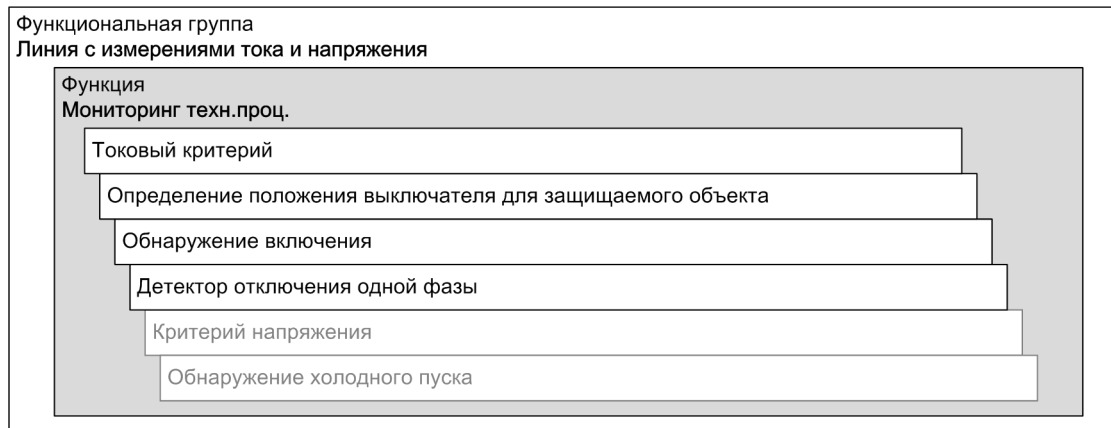 Функциональная группа
Линия с измерениями тока и напряжения
Функция
Мониторинг техн.проц.
Токовый критерий
Определение положения выключателя для защищаемого объекта
Обнаружение включения
Детектор отключения одной фазы
Критерий напряжения
Обнаружение холодного пуска